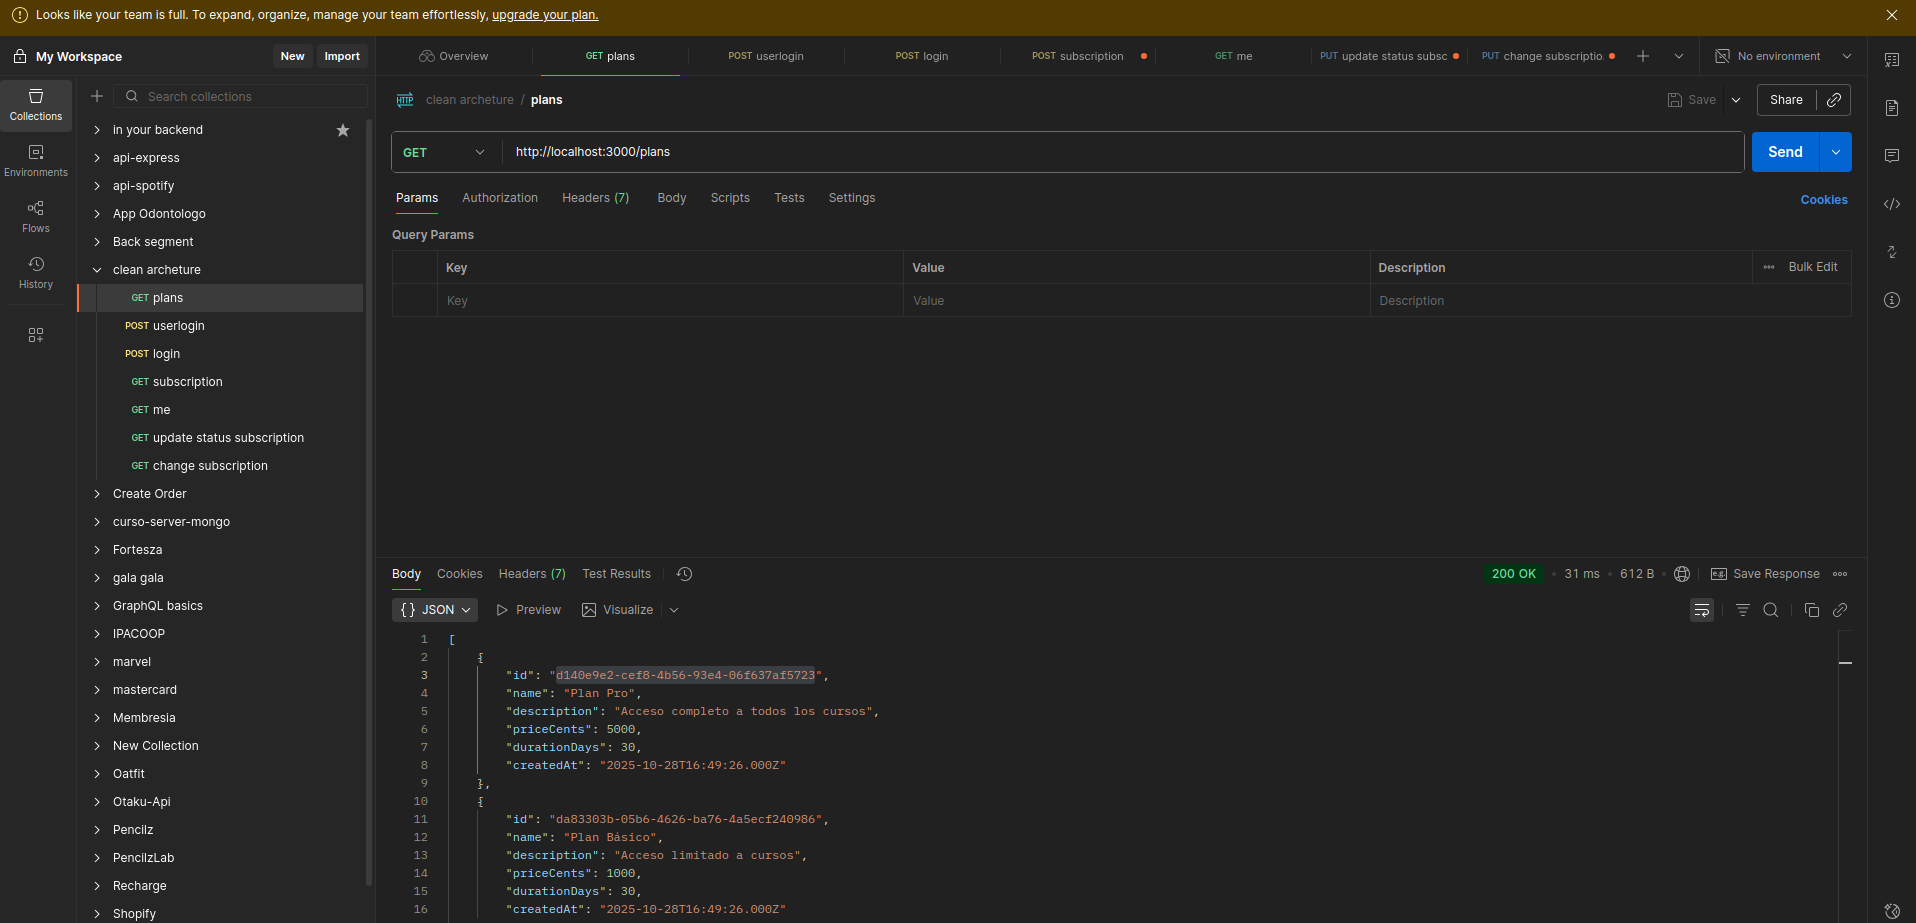 Looks like your team is full. To expand, organize, manage your team effortlessly, upgrade your plan.
My Workspace
New
Import
Overview
GET plans
POST userlogin
POST login
POST subscription
GET me
PUT update status subsc
PUT change subscriptio
No environment
Collections
Environments
Flows
History
Search collections
in your backend
api-express
api-spotify
App Odontologo
Back segment
clean archeture
GET plans
POST userlogin
POST login
GET subscription
GET me
GET update status subscription
GET change subscription
Create Order
curso-server-mongo
Fortesza
gala gala
GraphQL basics
IPACOOP
marvel
mastercard
Membresia
New Collection
Oatfit
Otaku-Api
Pencilz
PencilzLab
Recharge
Shopify
HTTP clean archeture / plans
Save
Share
GET http://localhost:3000/plans
Send
Params Authorization Headers (7) Body Scripts Tests Settings
Cookies
Query Params
Key Value Description ••• Bulk Edit
Key Value Description
Body Cookies Headers (7) Test Results
200 OK • 31 ms • 612 B
e.g. Save Response •••
{} JSON Preview Visualize
1 [
2 {
3 "id": "d140e9e2-cef8-4b56-93e4-06f637af5723",
4 "name": "Plan Pro",
5 "description": "Acceso completo a todos los cursos",
6 "priceCents": 5000,
7 "durationDays": 30,
8 "createdAt": "2025-10-28T16:49:26.000Z"
9 },
10 {
11 "id": "da83303b-05b6-4626-ba76-4a5ecf240986",
12 "name": "Plan Básico",
13 "description": "Acceso limitado a cursos",
14 "priceCents": 1000,
15 "durationDays": 30,
16 "createdAt": "2025-10-28T16:49:26.000Z"